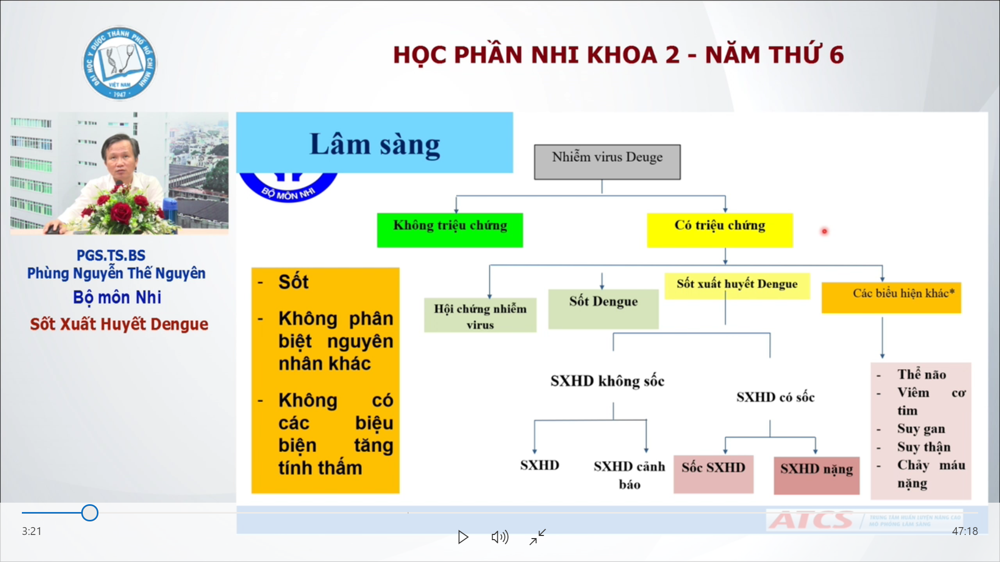 ĐẠI HỌC Y DƯỢC THÀNH PHỐ HỒ CHÍ MINH
VIỆT NAM
1947
HỌC PHẦN NHI KHOA 2 - NĂM THỨ 6
PGS.TS.BS
Phùng Nguyễn Thế Nguyên
Bộ môn Nhi
Sốt Xuất Huyết Dengue
Lâm sàng
BỘ MÔN NHI
Nhiễm virus Deuge
Không triệu chứng
Có triệu chứng
- Sốt
- Không phân
biệt nguyên
nhân khác
- Không có
các biệu
biện tăng
tính thấm
Hội chứng nhiễm
virus
Sốt Dengue
Sốt xuất huyết Dengue
Các biểu hiện khác*
SXHD không sốc
SXHD có sốc
SXHD
SXHD cảnh
báo
Sốc SXHD
SXHD nặng
- Thể não
- Viêm cơ
tim
- Suy gan
- Suy thận
- Chảy máu
nặng
ATCS
TRUNG TÂM HUẤN LUYỆN NÂNG CAO
MÔ PHỎNG LÂM SÀNG
3:21
47:18